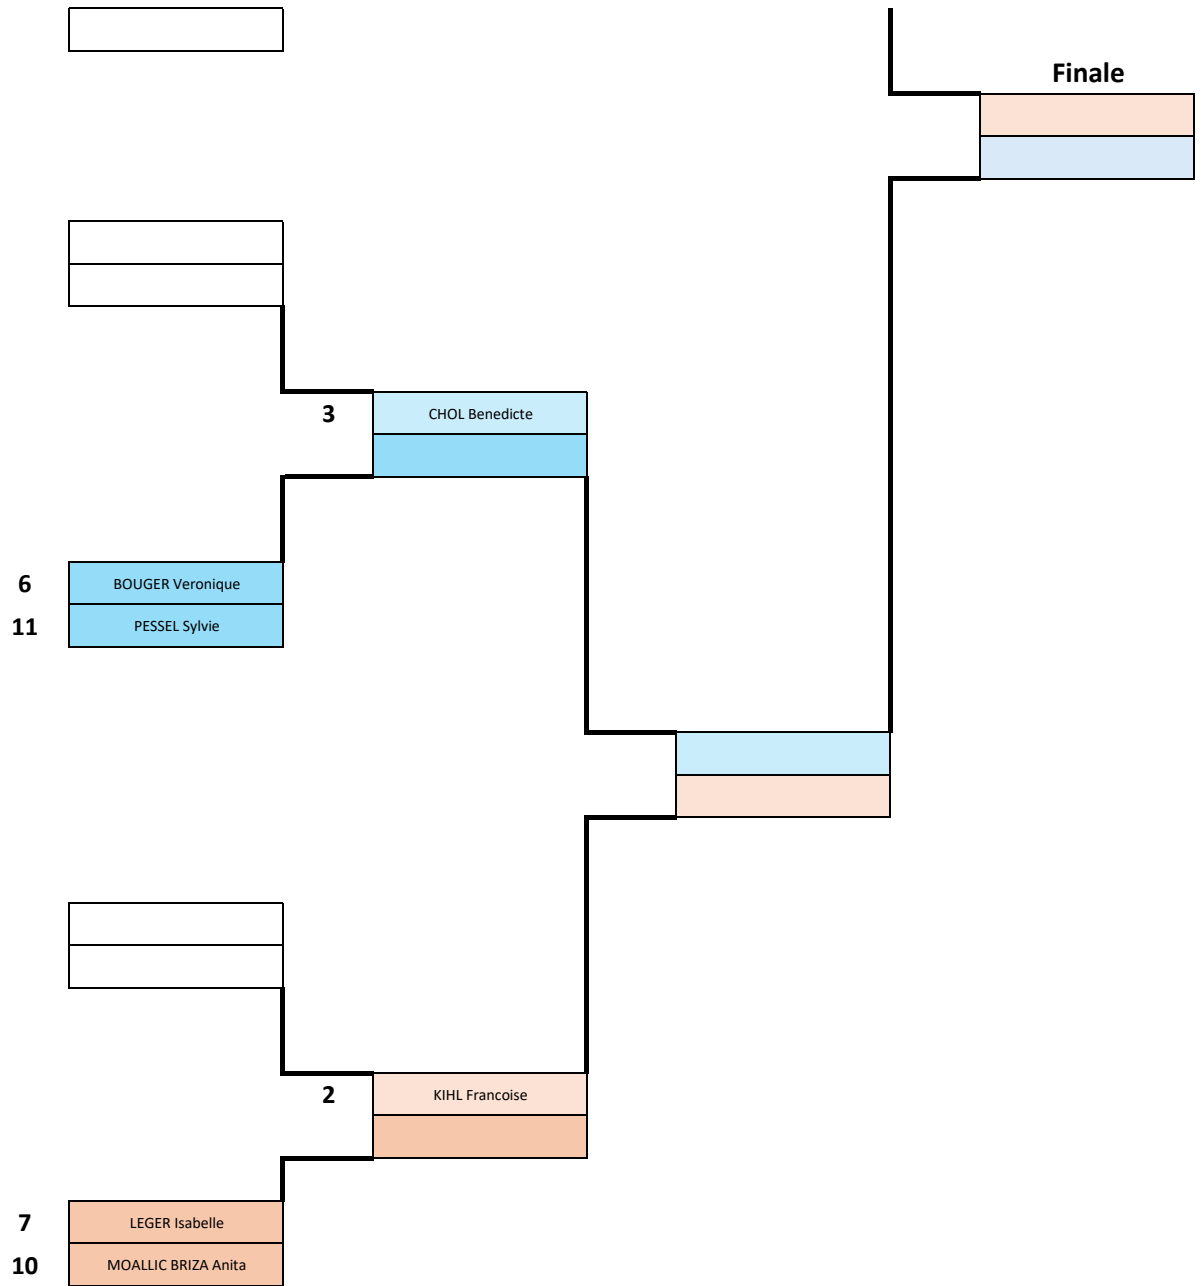 Finale
3 CHOL Benedicte
6 BOUGER Veronique
11 PESSEL Sylvie
2 KIHL Francoise
7 LEGER Isabelle
10 MOALLIC BRIZA Anita